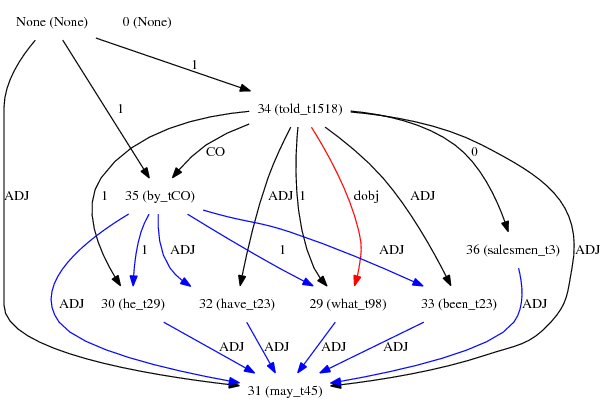 None (None) 0 (None)
1
34 (told_t1518)
1
CO
0
ADJ 1 ADJ 1 dobj ADJ
35 (by_tCO)
36 (salesmen_t3) ADJ
1 ADJ 1 ADJ
30 (he_t29) 32 (have_t23) 29 (what_t98) 33 (been_t23)
ADJ ADJ
ADJ ADJ ADJ ADJ
31 (may_t45)